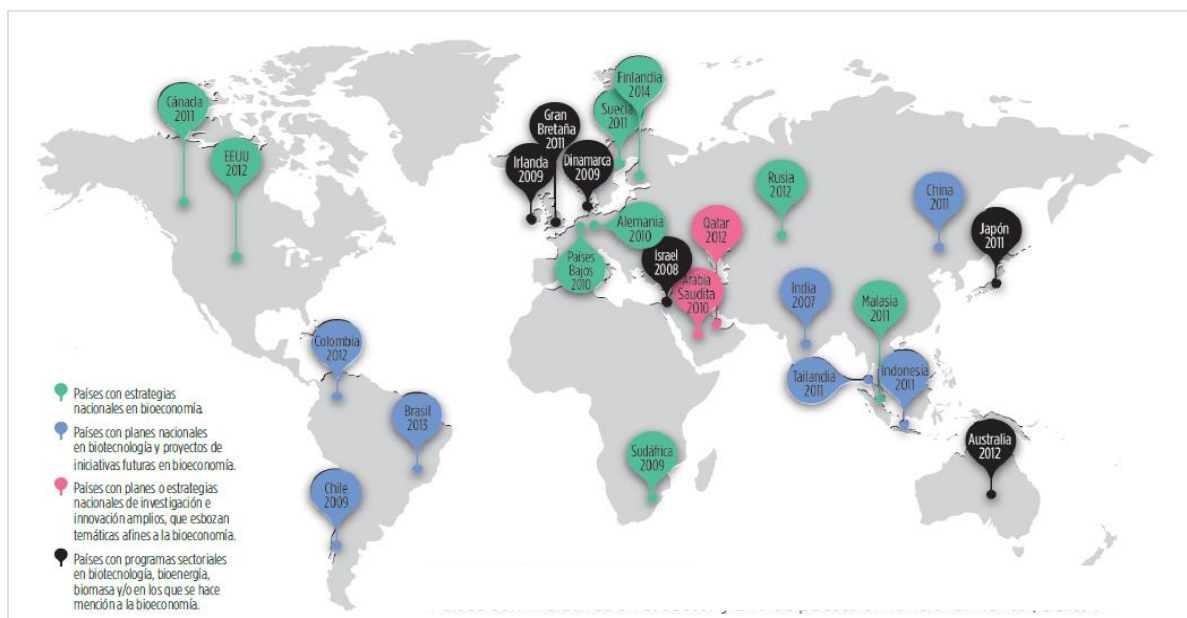 Cánada
2011
EEUU
2012
Finlandia
2014
Suecia
2011
Gran
Bretaña
2011
Irlanda
2009
Dinamarca
2009
Alemania
2010
Países
Bajos
2010
Israel
2008
Qatar
2012
Arabia
Saudita
2010
Rusia
2012
China
2011
Japón
2011
India
2007
Malasia
2011
Tailandia
2011
Indonesia
2011
Colombia
2012
Brasil
2013
Chile
2009
Sudáfrica
2009
Australia
2012
Países con estrategias
nacionales en bioeconomía.
Países con planes nacionales
en biotecnología y proyectos de
iniciativas futuras en bioeconomía.
Países con planes o estrategias
nacionales de investigación e
innovación amplios, que esbozan
temáticas afines a la bioeconomía.
Países con programas sectoriales
en biotecnología, bioenergía,
biomasa y/o en los que se hace
mención a la bioeconomía.